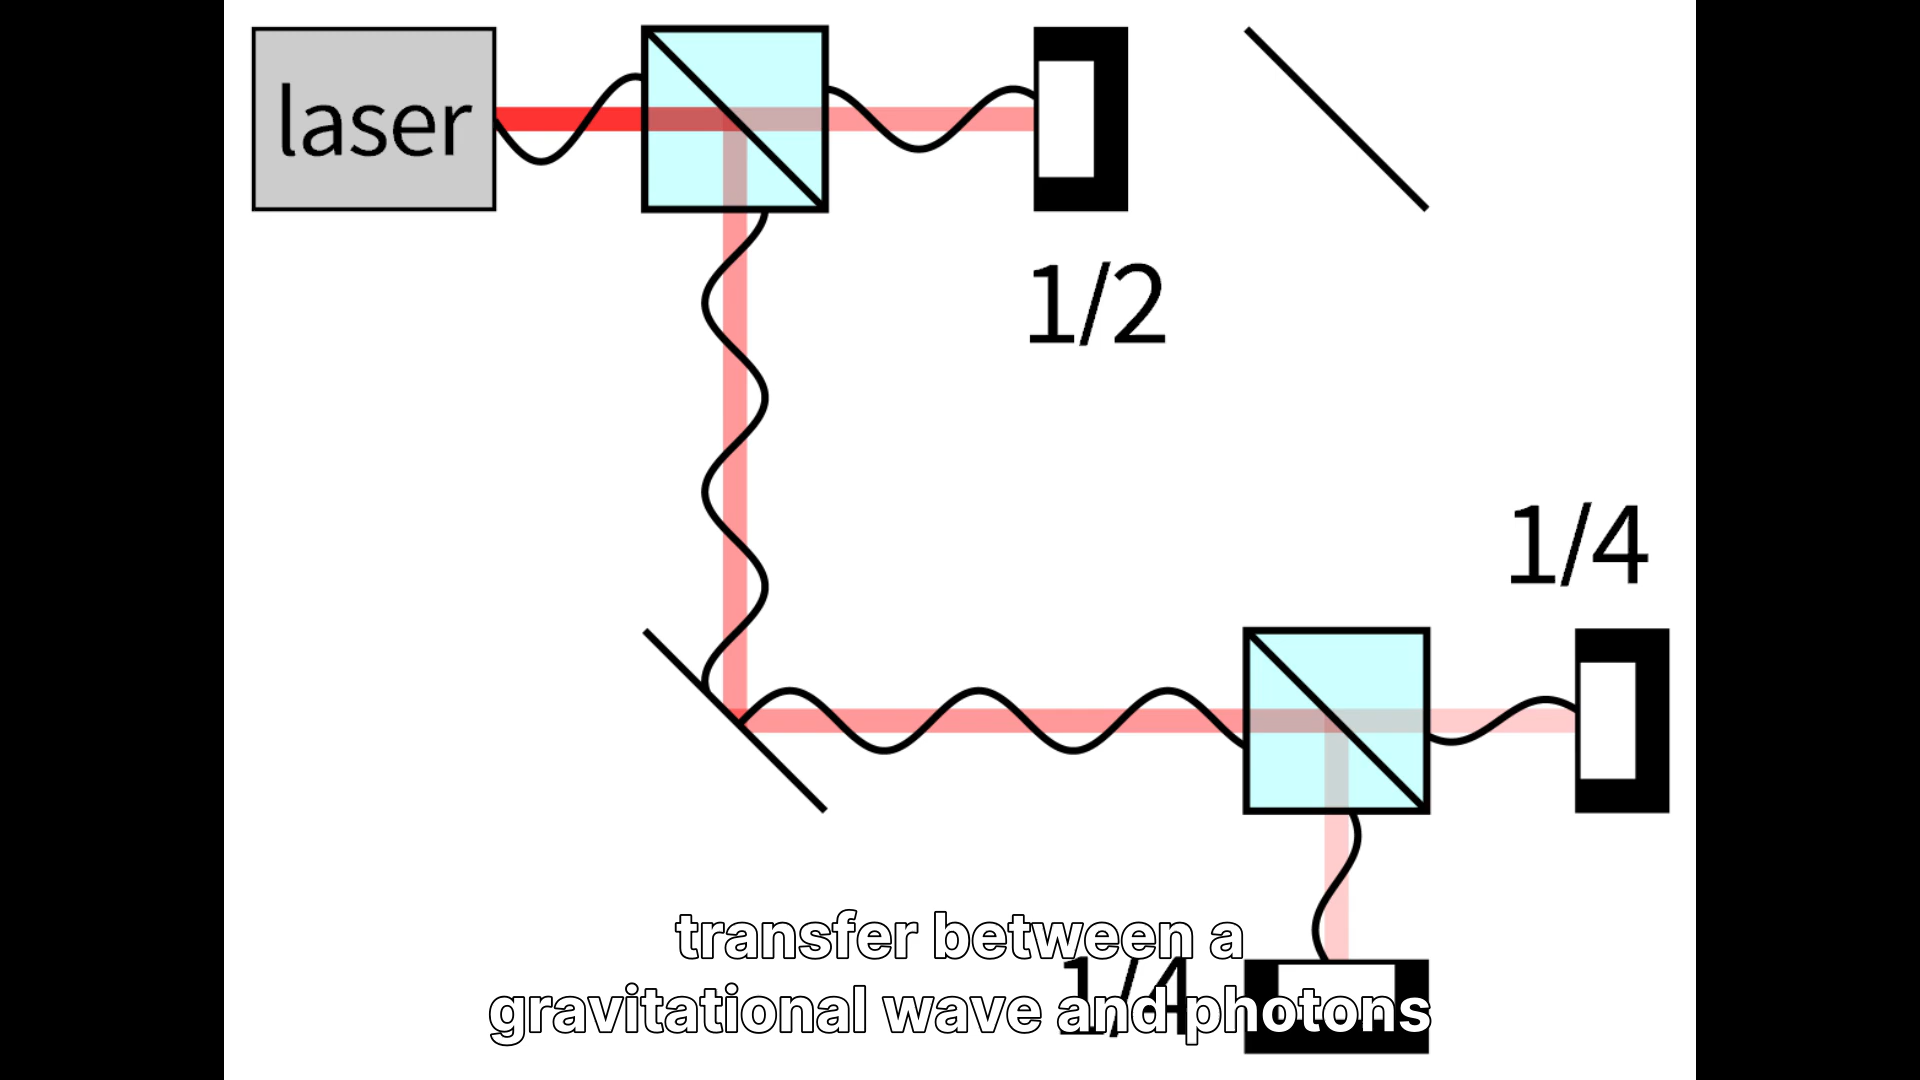 laser
1/2
1/4
transfer between a
1/4
gravitational wave and photons